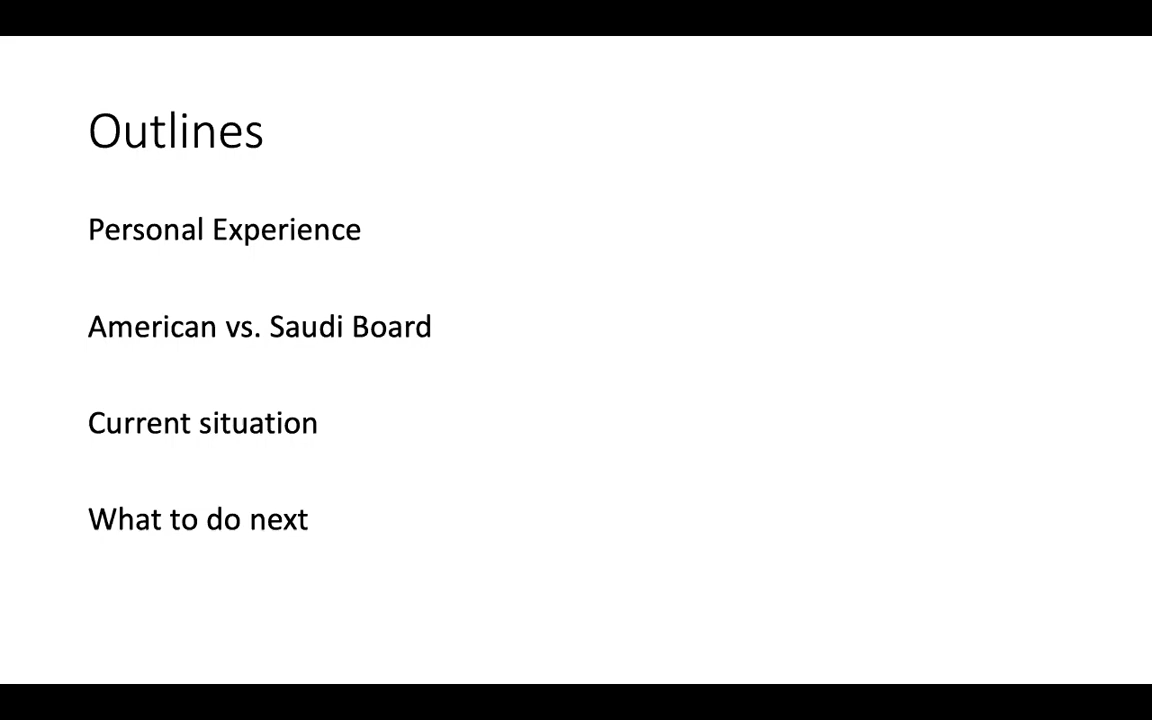 Outlines
Personal Experience
American vs. Saudi Board
Current situation
What to do next